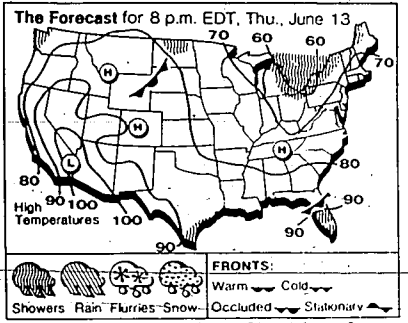 The Forecast for 8 p.m. EDT, Thu., June 13
70
60
60
70
H
H
H
L
80
90
100
100
80
90
90
90
High
Temperatures
Showers Rain Flurries Snow
FRONTS:
Warm Cold
Occluded Stationary